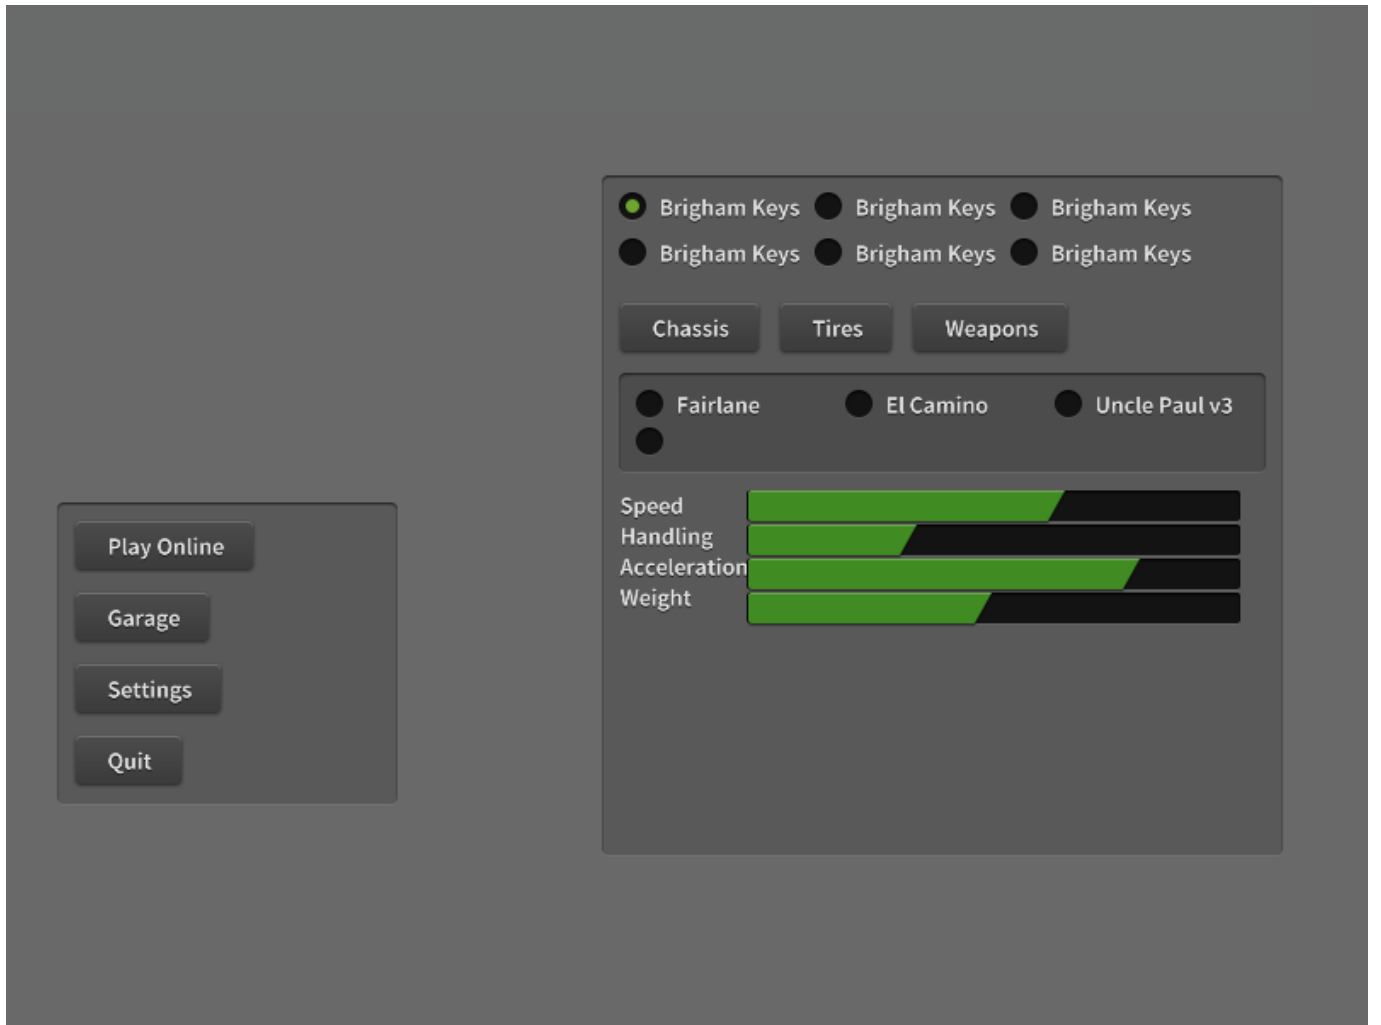 Brigham Keys Brigham Keys Brigham Keys
Brigham Keys Brigham Keys Brigham Keys
Chassis Tires Weapons
Fairlane El Camino Uncle Paul v3
Speed
Handling
Acceleration
Weight
Play Online
Garage
Settings
Quit